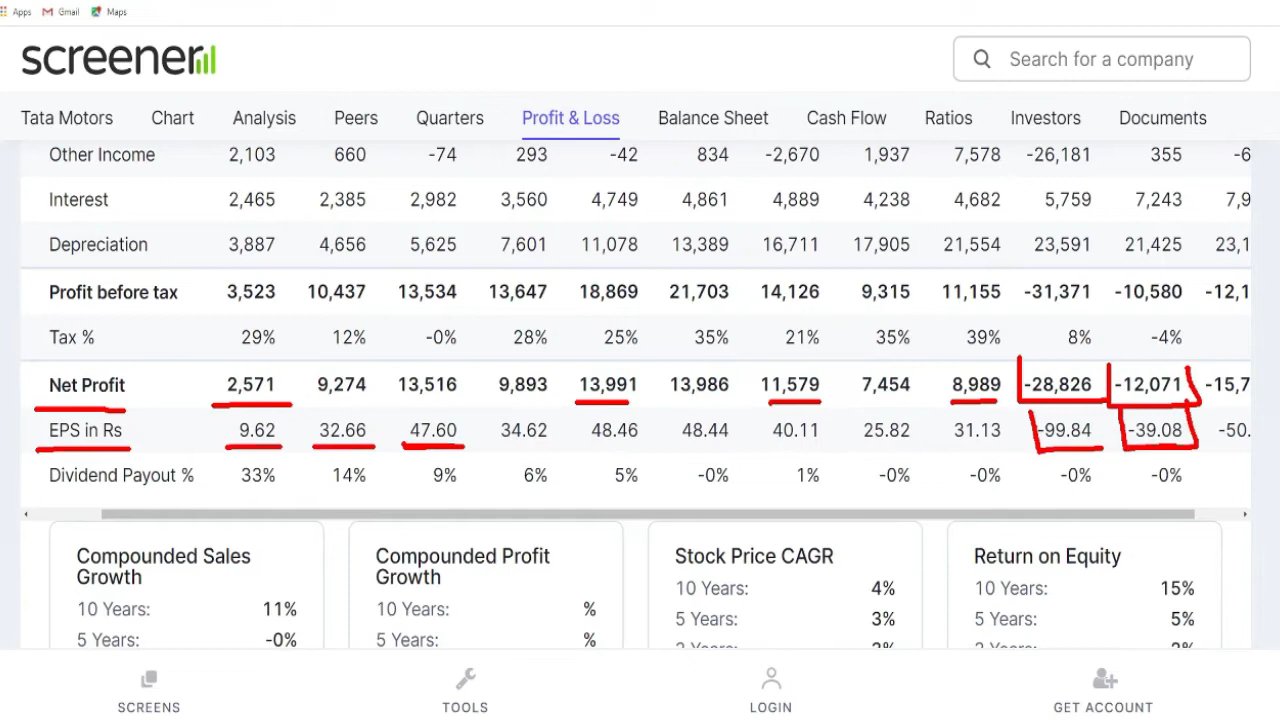 Apps Gmail Maps
screener
Search for a company
Tata Motors Chart Analysis Peers Quarters Profit & Loss Balance Sheet Cash Flow Ratios Investors Documents
Other Income 2,103 660 -74 293 -42 834 -2,670 1,937 7,578 -26,181 355 -6
Interest 2,465 2,385 2,982 3,560 4,749 4,861 4,889 4,238 4,682 5,759 7,243 7,9
Depreciation 3,887 4,656 5,625 7,601 11,078 13,389 16,711 17,905 21,554 23,591 21,425 23,1
Profit before tax 3,523 10,437 13,534 13,647 18,869 21,703 14,126 9,315 11,155 -31,371 -10,580 -12,1
Tax % 29% 12% -0% 28% 25% 35% 21% 35% 39% 8% -4%
Net Profit 2,571 9,274 13,516 9,893 13,991 13,986 11,579 7,454 8,989 -28,826 -12,071 -15,7
EPS in Rs 9.62 32.66 47.60 34.62 48.46 48.44 40.11 25.82 31.13 -99.84 -39.08 -50.
Dividend Payout % 33% 14% 9% 6% 5% -0% 1% -0% -0% -0% -0%
Compounded Sales Growth
10 Years: 11%
5 Years: -0%
Compounded Profit Growth
10 Years: %
5 Years: %
Stock Price CAGR
10 Years: 4%
5 Years: 3%
Return on Equity
10 Years: 15%
5 Years: 5%
SCREENS TOOLS LOGIN GET ACCOUNT